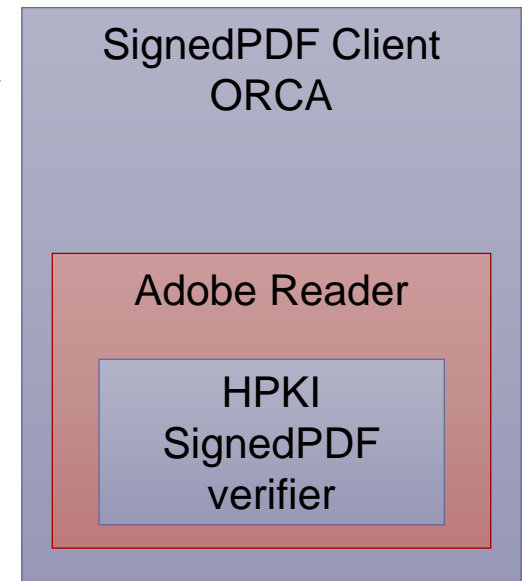 SignedPDF Client
ORCA
Adobe Reader
HPKI
SignedPDF
verifier